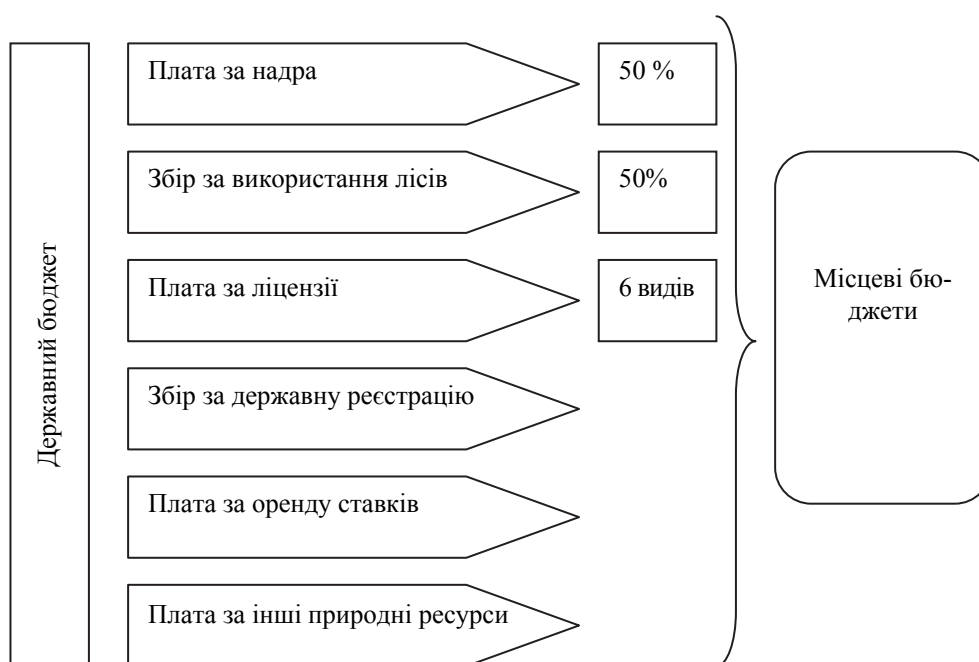 Державний бюджет
Плата за надра
50 %
Збір за використання лісів
50%
Плата за ліцензії
6 видів
Збір за державну реєстрацію
Плата за оренду ставків
Плата за інші природні ресурси
Місцеві бю-
джети